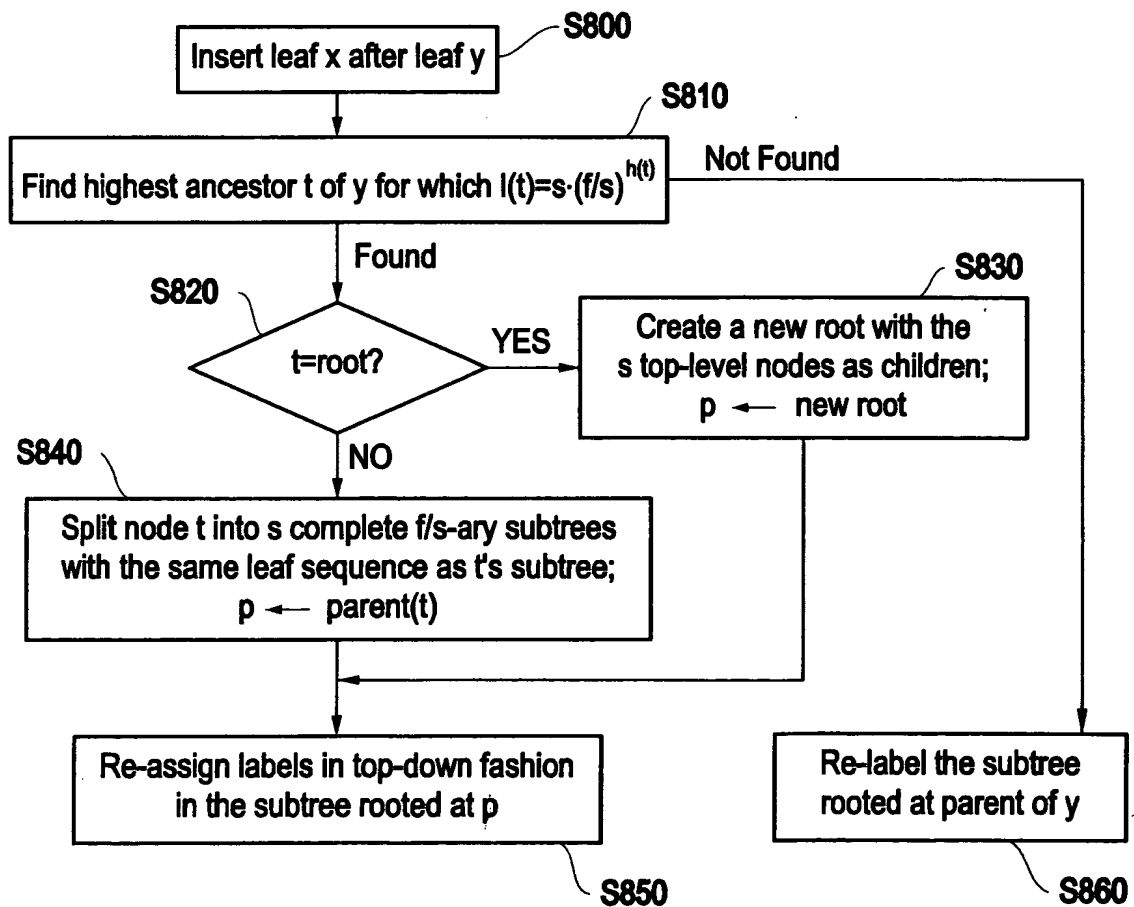 S800
Insert leaf x after leaf y
S810
Find highest ancestor t of y for which l(t)=s·(f/s)^h(t)
Not Found
Found
S820
t=root?
YES
S830
Create a new root with the
s top-level nodes as children;
p ← new root
NO
S840
Split node t into s complete f/s-ary subtrees
with the same leaf sequence as t's subtree;
p ← parent(t)
Re-assign labels in top-down fashion
in the subtree rooted at p
S850
Re-label the subtree
rooted at parent of y
S860